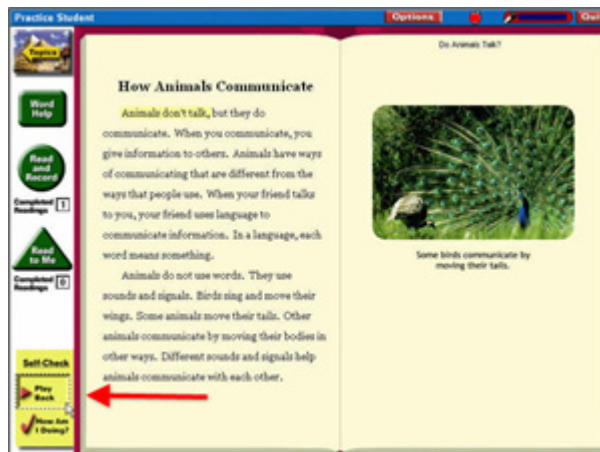 Practice Student
Options
Quit
Topics
Word
Help
Read
and
Record
Completed
Readings 1
Read
to Me
Completed
Readings 0
Self-Check
Play
Back
How Am
I Doing?
How Animals Communicate
Animals don't talk, but they do
communicate. When you communicate, you
give information to others. Animals have ways
of communicating that are different from the
ways that people use. When your friend talks
to you, your friend uses language to
communicate information. In a language, each
word means something.
Animals do not use words. They use
sounds and signals. Birds sing and move their
wings. Some animals move their tails. Other
animals communicate by moving their bodies in
other ways. Different sounds and signals help
animals communicate with each other.
Do Animals Talk?
Some birds communicate by
moving their tails.